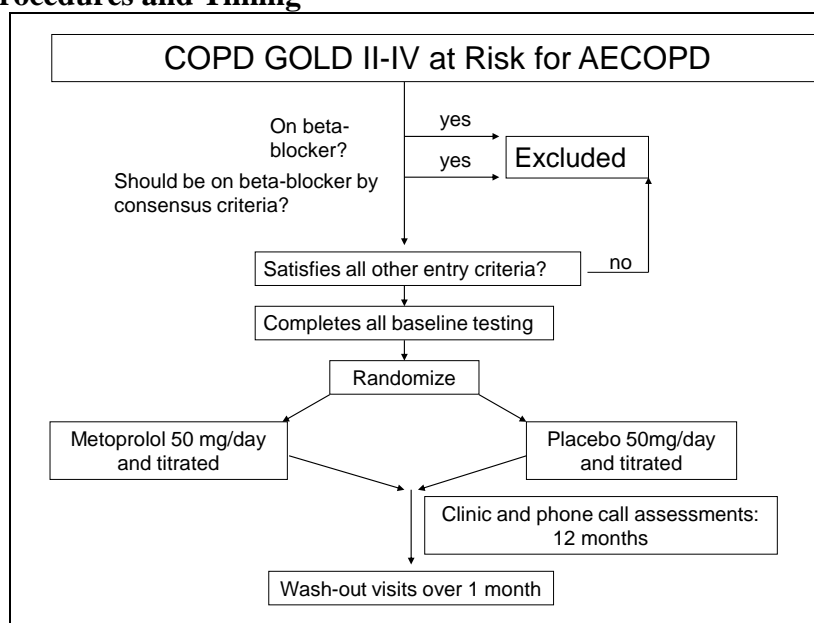 rocedures and Timing
COPD GOLD II-IV at Risk for AECOPD
On beta-
blocker?
yes
yes
Excluded
Should be on beta-blocker by
consensus criteria?
Satisfies all other entry criteria?
no
Completes all baseline testing
Randomize
Metoprolol 50 mg/day
and titrated
Placebo 50mg/day
and titrated
Clinic and phone call assessments:
12 months
Wash-out visits over 1 month